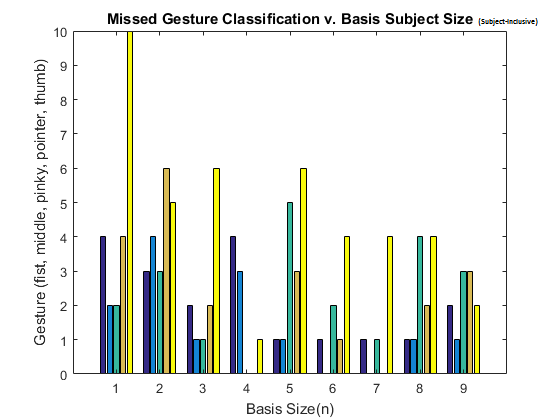 Missed Gesture Classification v. Basis Subject Size (Subject-Inclusive)
Gesture (fist, middle, pinky, pointer, thumb)
10
9
8
7
6
5
4
3
2
1
0
1 2 3 4 5 6 7 8 9
Basis Size(n)